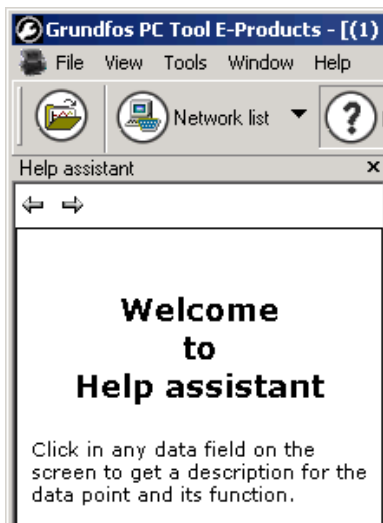 Grundfos PC Tool E-Products - [(1)
File View Tools Window Help
Network list
Help assistant
Welcome
to
Help assistant
Click in any data field on the
screen to get a description for the
data point and its function.